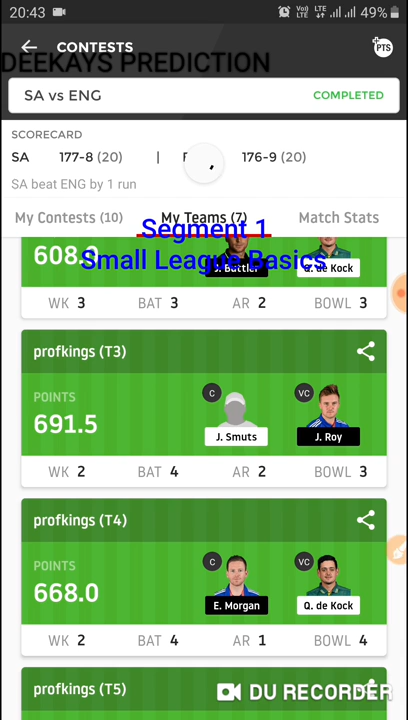 20:43 Vo) LTE LTE 49%
CONTESTS +PTS
DEEKAYS PREDICTION
SA vs ENG COMPLETED
SCORECARD
SA 177-8 (20) | 176-9 (20)
SA beat ENG by 1 run
My Contests (10) My Teams (7) Match Stats
Segment 1
Small League Basics
J. Buttler Q. de Kock
WK 3 BAT 3 AR 2 BOWL 3
profkings (T3)
POINTS C VC
691.5
J. Smuts J. Roy
WK 2 BAT 4 AR 2 BOWL 3
profkings (T4)
POINTS C VC
668.0
E. Morgan Q. de Kock
WK 2 BAT 4 AR 1 BOWL 4
profkings (T5)
DU RECORDER